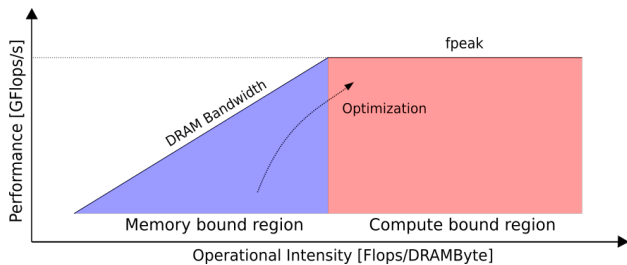 fpeak
DRAM Bandwidth
Optimization
Performance [GFlops/s]
Memory bound region
Compute bound region
Operational Intensity [Flops/DRAMByte]